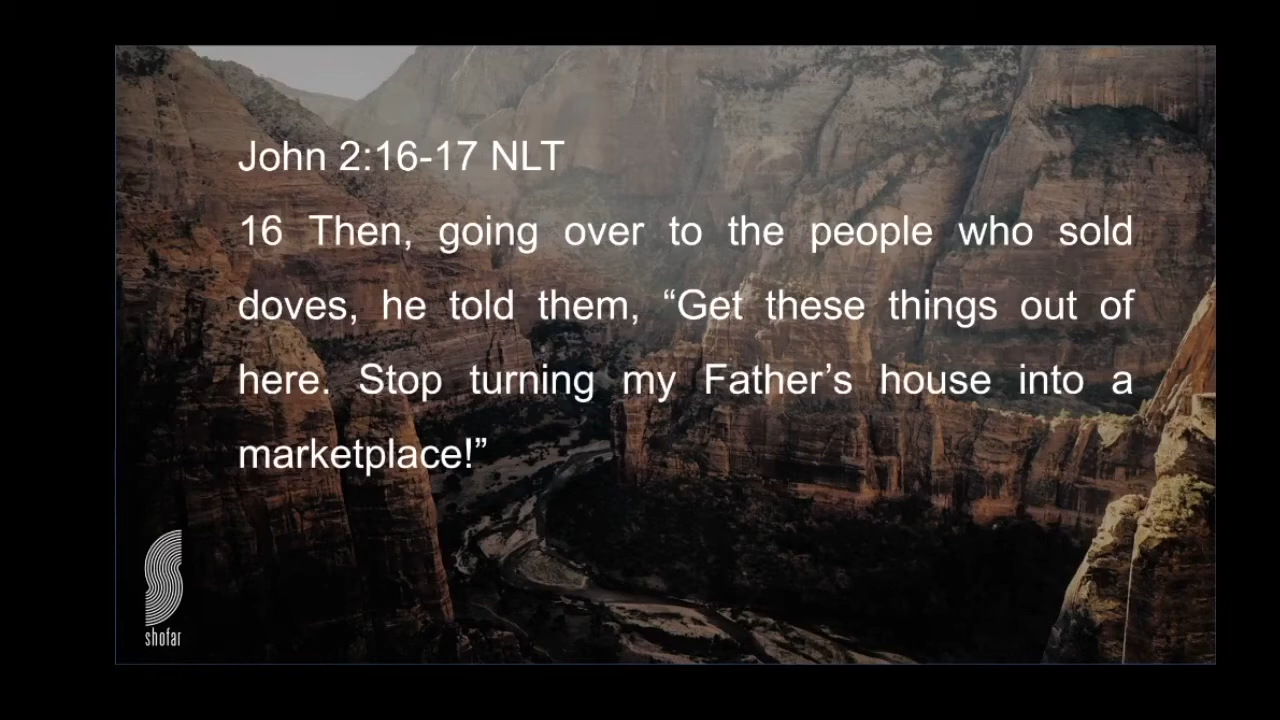 John 2:16-17 NLT
16 Then, going over to the people who sold
doves, he told them, “Get these things out of
here. Stop turning my Father’s house into a
marketplace!”
shofar